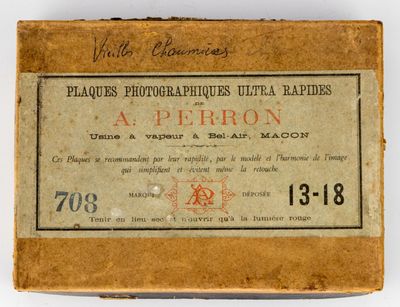 Vieilles Chaumières
PLAQUES PHOTOGRAPHIQUES ULTRA RAPIDES
DE
A. PERRON
Usine à vapeur à Bel-Air, MACON
Ces Plaques se recommandent par leur rapidité, par le modelé et l'harmonie de l'image
qui simplifient et évitent même la retouche
708 MARQUE DÉPOSÉE 13-18
Tenir en lieu sec et n'ouvrir qu'à la lumière rouge